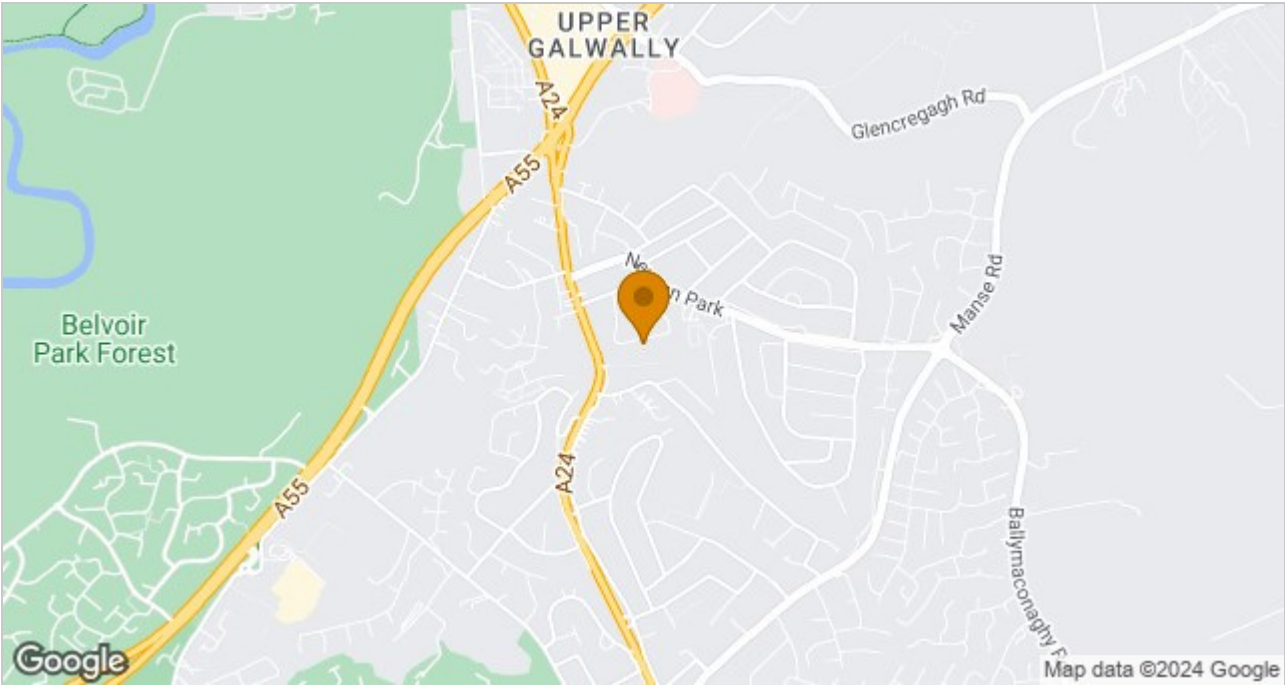 UPPER
GALWALLY
A24
Glencregagh Rd
A55
Manse Rd
Park
Belvoir
Park Forest
A24
A55
Ballymaconaghy
Google
Map data ©2024 Google